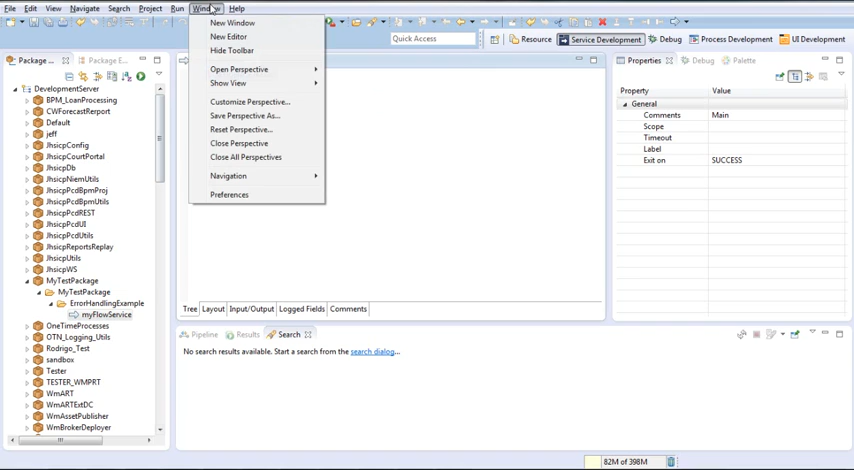 File Edit View Navigate Search Project Run Window Help
New Window
New Editor
Hide Toolbar
Open Perspective
Show View
Customize Perspective...
Save Perspective As...
Reset Perspective...
Close Perspective
Close All Perspectives
Navigation
Preferences
Quick Access
Resource Service Development Debug Process Development UI Development
Package ... Package E...
DevelopmentServer
BPM_LoanProcessing
CWForecastRerport
Default
jeff
JhsicpConfig
JhsicpCourtPortal
JhsicpDb
JhsicpNiemUtils
JhsicpPcdBpmProj
JhsicpPcdBpmUtils
JhsicpPcdREST
JhsicpPcdUI
JhsicpPcdUtils
JhsicpReportsReplay
JhsicpUtils
JhsicpWS
MyTestPackage
MyTestPackage
ErrorHandlingExample
myFlowService
OneTimeProcesses
OTN_Logging_Utils
Rodrigo_Test
sandbox
Tester
TESTER_WMPRT
WmART
WmARTExtDC
WmAssetPublisher
WmBrokerDeployer
Tree Layout Input/Output Logged Fields Comments
Properties Debug Palette
Property Value
General
Comments Main
Scope
Timeout
Label
Exit on SUCCESS
Pipeline Results Search
No search results available. Start a search from the search dialog...
82M of 398M